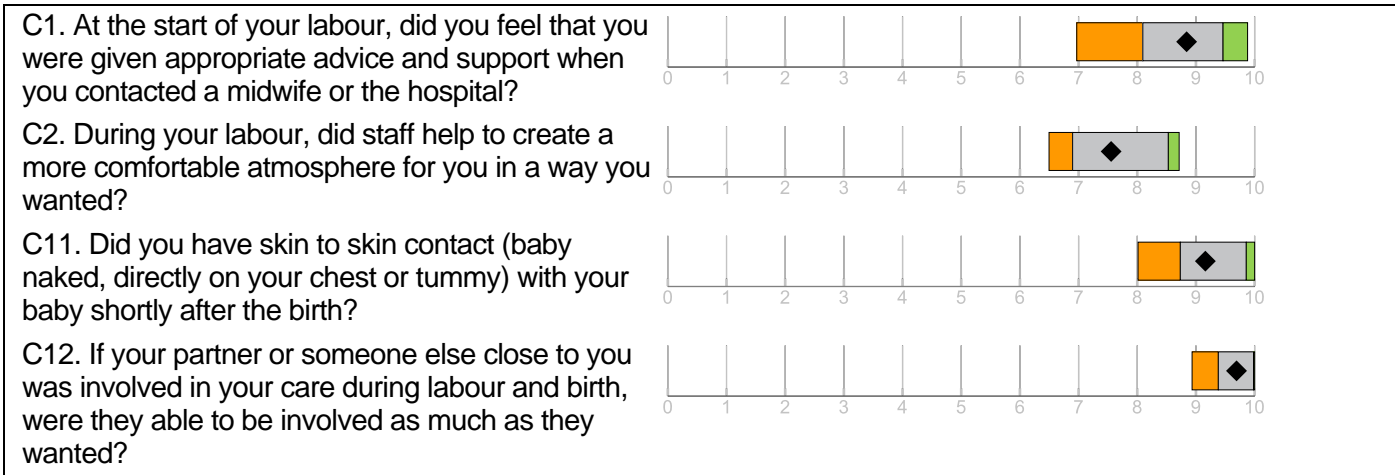 C1. At the start of your labour, did you feel that you
were given appropriate advice and support when
you contacted a midwife or the hospital?
0 1 2 3 4 5 6 7 8 9 10
C2. During your labour, did staff help to create a
more comfortable atmosphere for you in a way you
wanted?
0 1 2 3 4 5 6 7 8 9 10
C11. Did you have skin to skin contact (baby
naked, directly on your chest or tummy) with your
baby shortly after the birth?
0 1 2 3 4 5 6 7 8 9 10
C12. If your partner or someone else close to you
was involved in your care during labour and birth,
were they able to be involved as much as they
wanted?
0 1 2 3 4 5 6 7 8 9 10